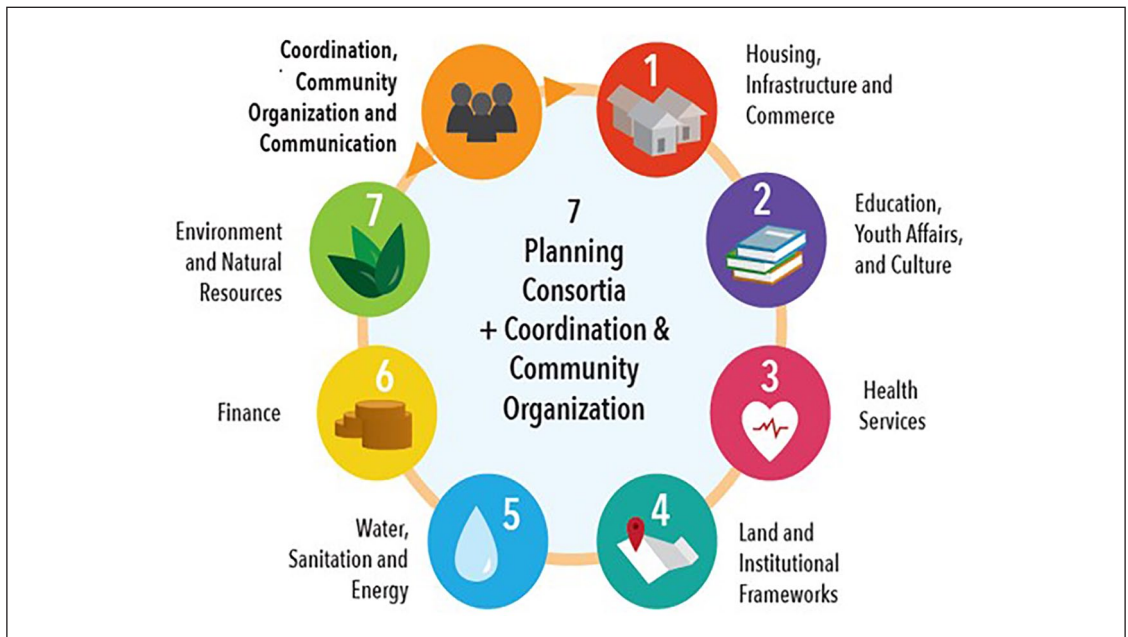 Coordination,
Community
Organization and
Communication
1
Housing,
Infrastructure and
Commerce
2
Education,
Youth Affairs,
and Culture
3
Health
Services
4
Land and
Institutional
Frameworks
5
Water,
Sanitation and
Energy
6
Finance
7
Environment
and Natural
Resources
7
Planning
Consortia
+ Coordination &
Community
Organization